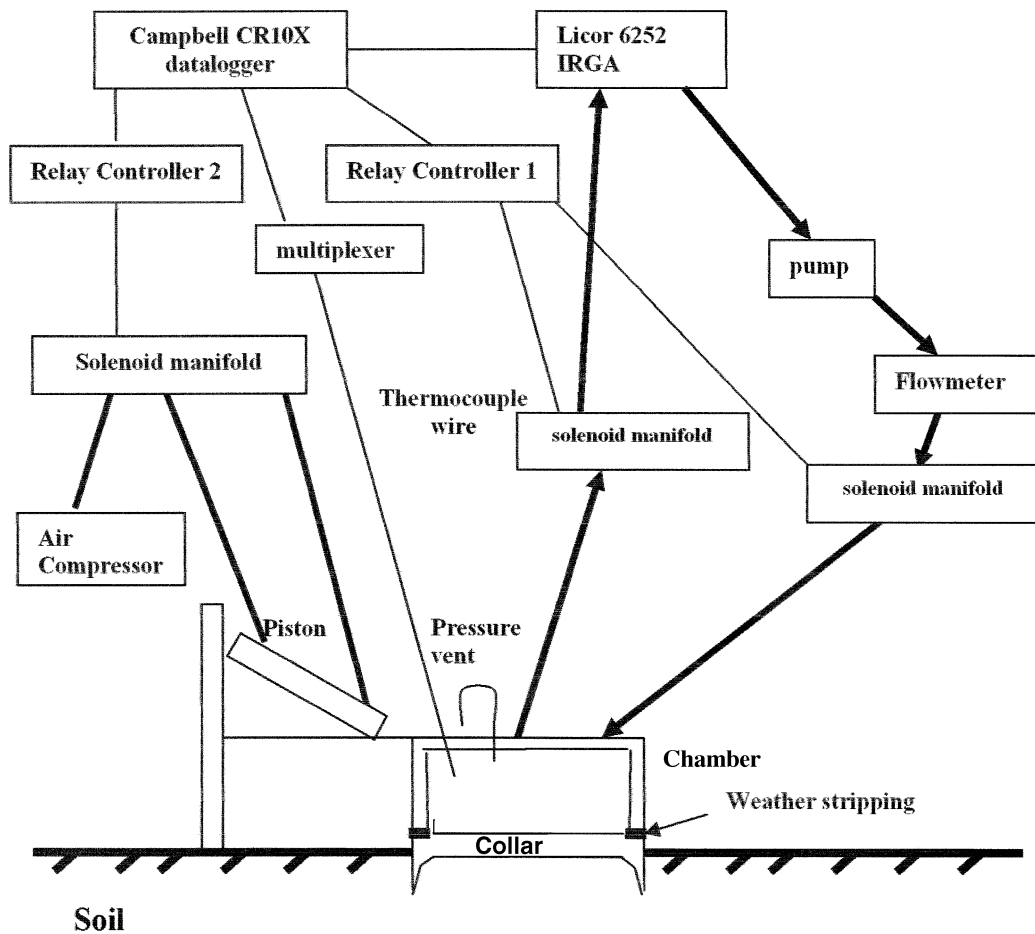 Campbell CR10X
datalogger
Licor 6252
IRGA
Relay Controller 2
Relay Controller 1
multiplexer
pump
Solenoid manifold
Flowmeter
Thermocouple
wire
solenoid manifold
solenoid manifold
Air
Compressor
Piston
Pressure
vent
Chamber
Weather stripping
Collar
Soil